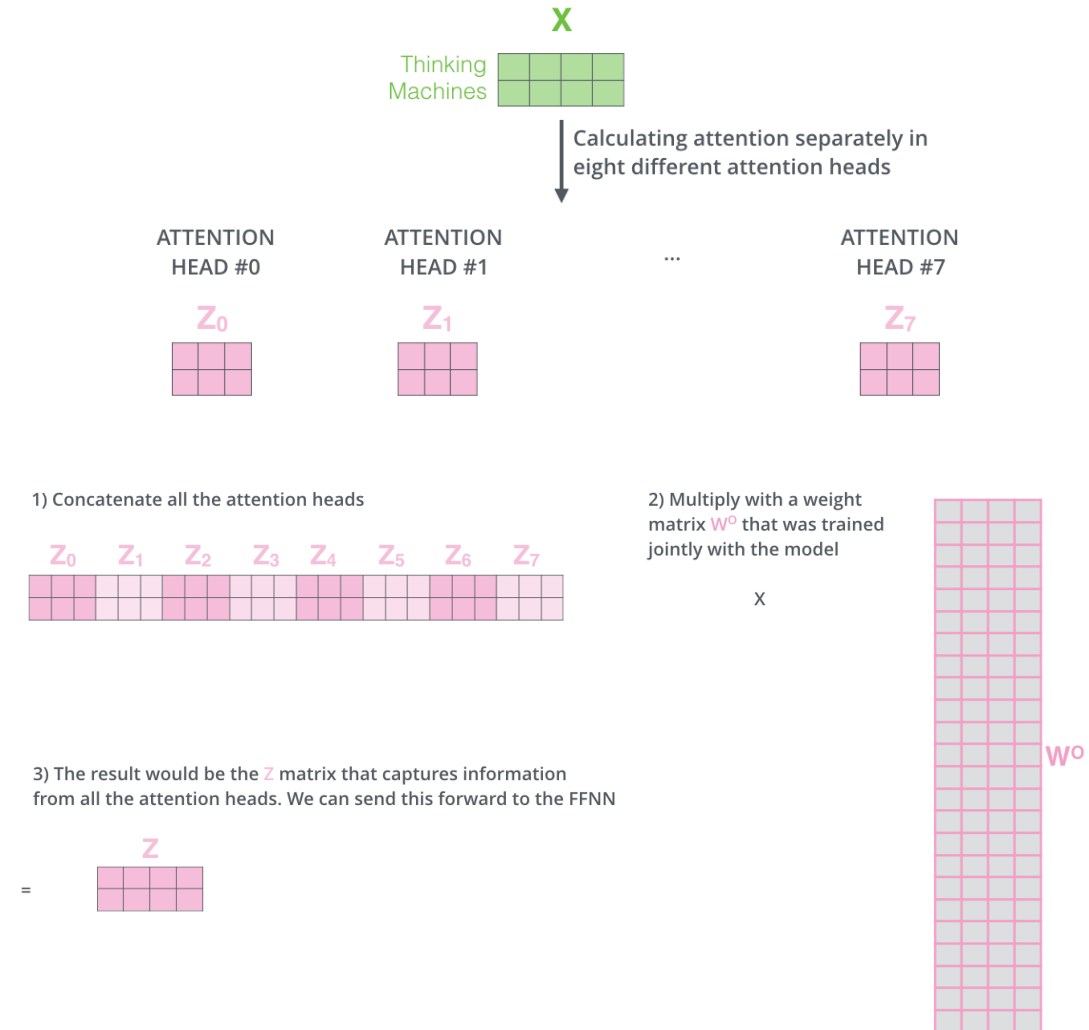 X
Thinking
Machines
Calculating attention separately in
eight different attention heads
ATTENTION
HEAD #0
ATTENTION
HEAD #1
...
ATTENTION
HEAD #7
Z0
Z1
Z7
1) Concatenate all the attention heads
Z0 Z1 Z2 Z3 Z4 Z5 Z6 Z7
2) Multiply with a weight
matrix WO that was trained
jointly with the model
X
WO
3) The result would be the Z matrix that captures information
from all the attention heads. We can send this forward to the FFNN
Z
=